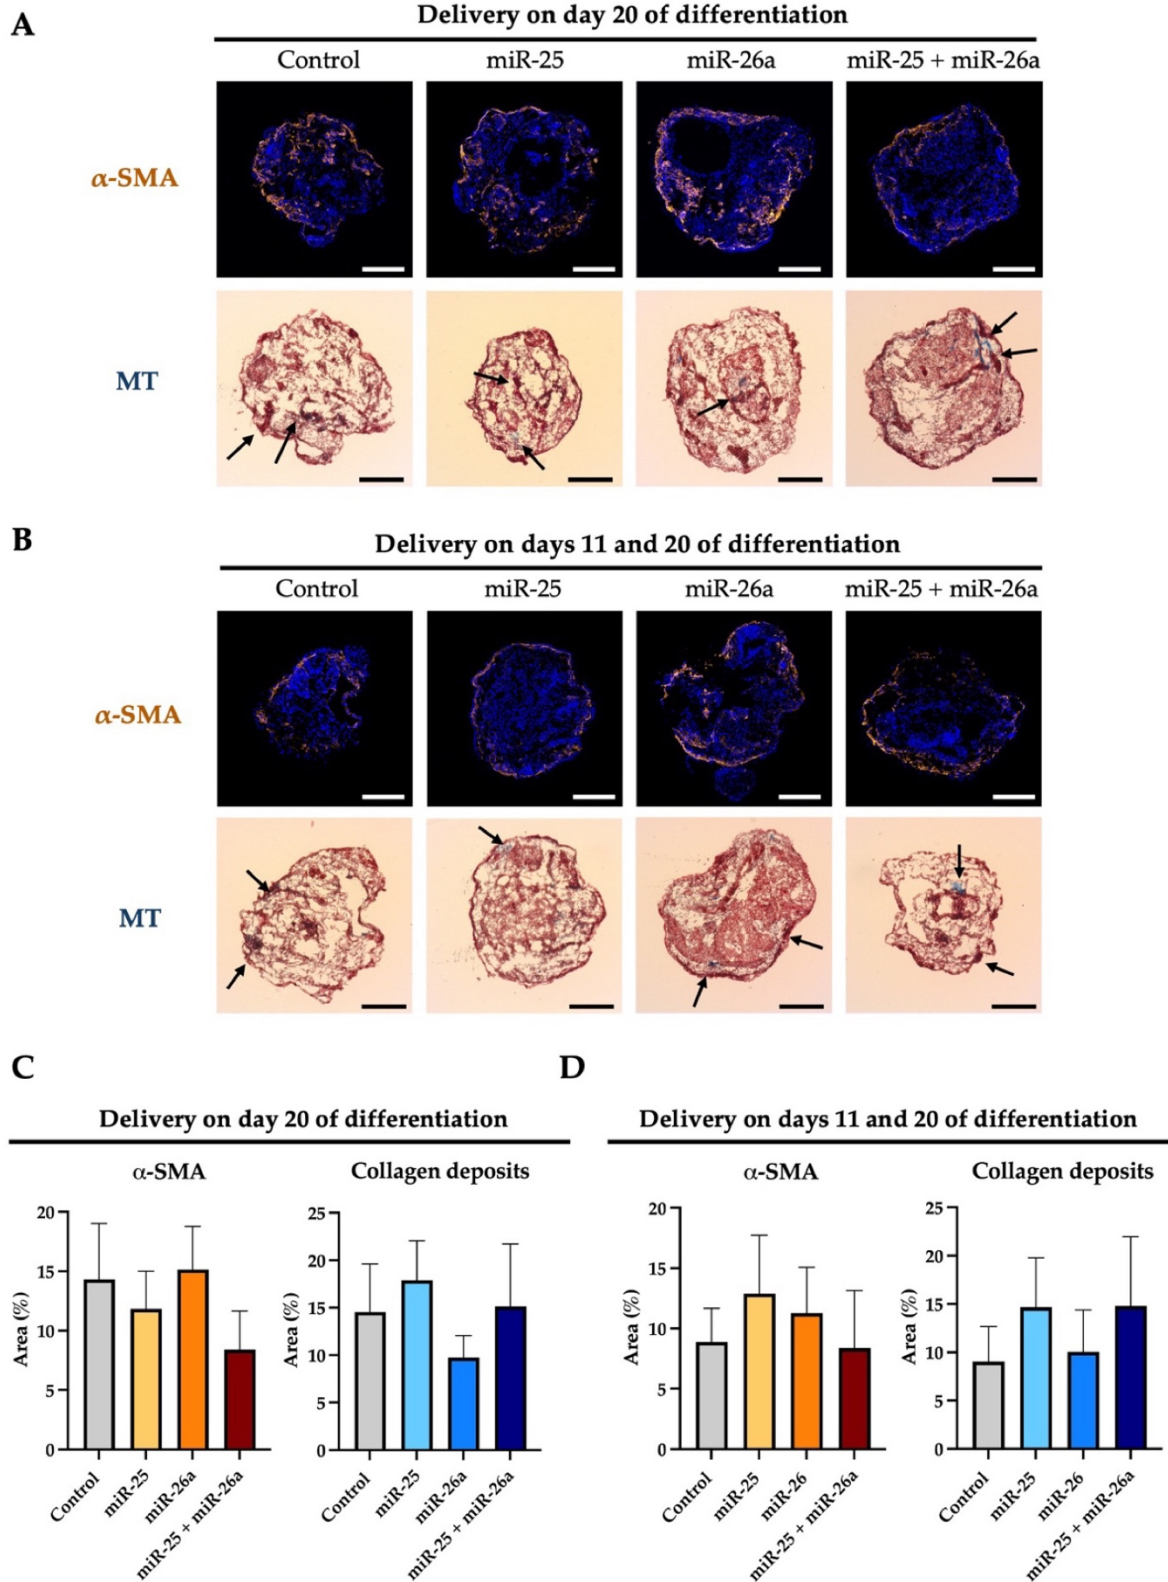 A
Delivery on day 20 of differentiation
Control miR-25 miR-26a miR-25 + miR-26a
α-SMA
MT
B
Delivery on days 11 and 20 of differentiation
Control miR-25 miR-26a miR-25 + miR-26a
α-SMA
MT
C
Delivery on day 20 of differentiation
α-SMA
Area (%)
20
15
10
5
0
Control
miR-25
miR-26a
miR-25 + miR-26a
Collagen deposits
Area (%)
25
20
15
10
5
0
Control
miR-25
miR-26a
miR-25 + miR-26a
D
Delivery on days 11 and 20 of differentiation
α-SMA
Area (%)
20
15
10
5
0
Control
miR-25
miR-26
miR-25 + miR-26a
Collagen deposits
Area (%)
25
20
15
10
5
0
Control
miR-25
miR-26
miR-25 + miR-26a